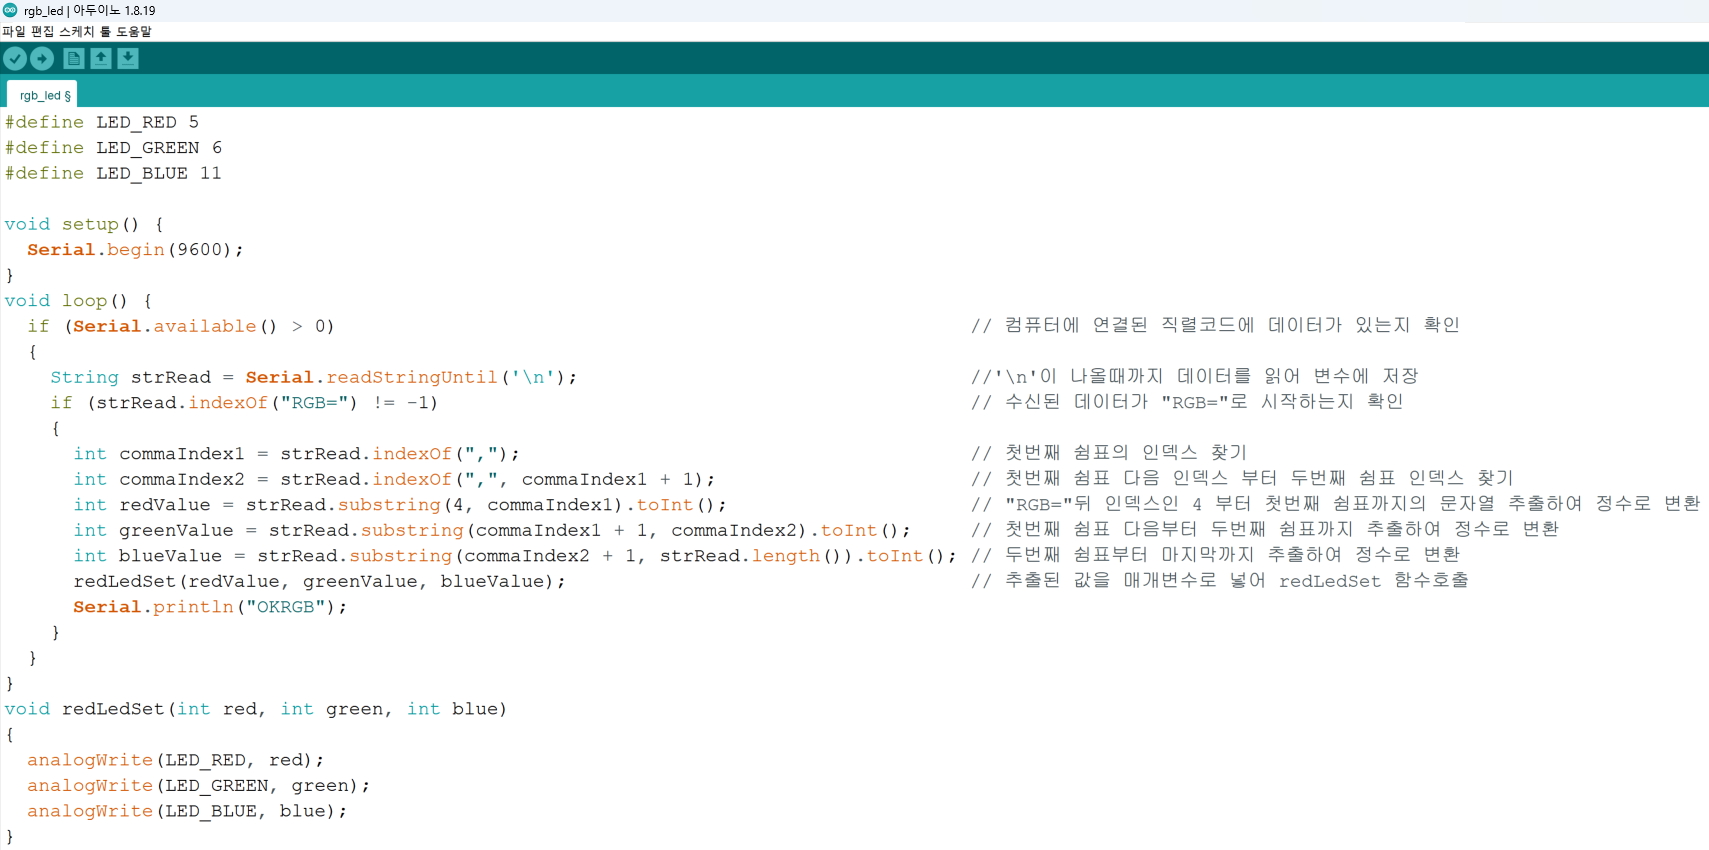 rgb_led | 아두이노 1.8.19
파일 편집 스케치 툴 도움말
rgb_led §
#define LED_RED 5
#define LED_GREEN 6
#define LED_BLUE 11
void setup() {
  Serial.begin(9600);
}
void loop() {
  if (Serial.available() > 0) // 컴퓨터에 연결된 직렬코드에 데이터가 있는지 확인
  {
    String strRead = Serial.readStringUntil('\n'); //'\n'이 나올때까지 데이터를 읽어 변수에 저장
    if (strRead.indexOf("RGB=") != -1) // 수신된 데이터가 "RGB="로 시작하는지 확인
    {
      int commaIndex1 = strRead.indexOf(","); // 첫번째 쉼표의 인덱스 찾기
      int commaIndex2 = strRead.indexOf(",", commaIndex1 + 1); // 첫번째 쉼표 다음 인덱스 부터 두번째 쉼표 인덱스 찾기
      int redValue = strRead.substring(4, commaIndex1).toInt(); // "RGB="뒤 인덱스인 4 부터 첫번째 쉼표까지의 문자열 추출하여 정수로 변환
      int greenValue = strRead.substring(commaIndex1 + 1, commaIndex2).toInt(); // 첫번째 쉼표 다음부터 두번째 쉼표까지 추출하여 정수로 변환
      int blueValue = strRead.substring(commaIndex2 + 1, strRead.length()).toInt(); // 두번째 쉼표부터 마지막까지 추출하여 정수로 변환
      redLedSet(redValue, greenValue, blueValue); // 추출된 값을 매개변수로 넣어 redLedSet 함수호출
      Serial.println("OKRGB");
    }
  }
}
void redLedSet(int red, int green, int blue)
{
  analogWrite(LED_RED, red);
  analogWrite(LED_GREEN, green);
  analogWrite(LED_BLUE, blue);
}